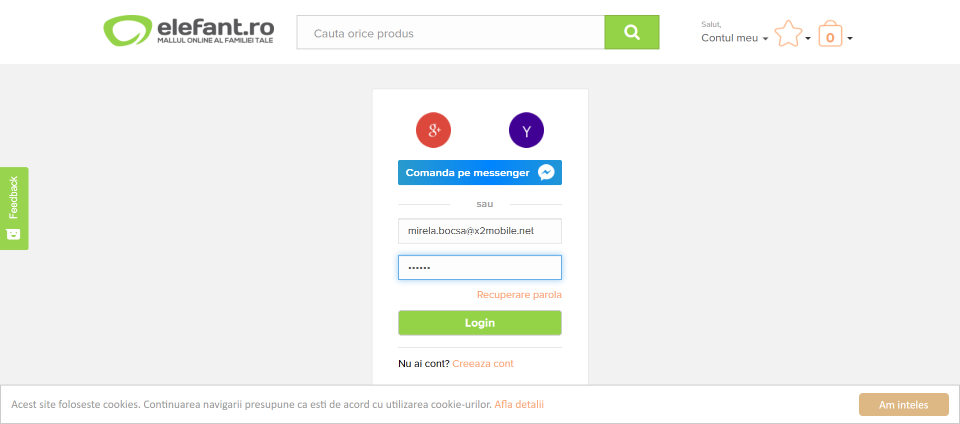 elefant.ro
MALLUL ONLINE AL FAMILIEI TALE
Cauta orice produs
Salut,
Contul meu
0
g+
Y
Comanda pe messenger
Feedback
sau
mirela.bocsa@x2mobile.net
••••••
Recuperare parola
Login
Nu ai cont? Creeaza cont
Acest site foloseste cookies. Continuarea navigarii presupune ca esti de acord cu utilizarea cookie-urilor. Afla detalii
Am inteles